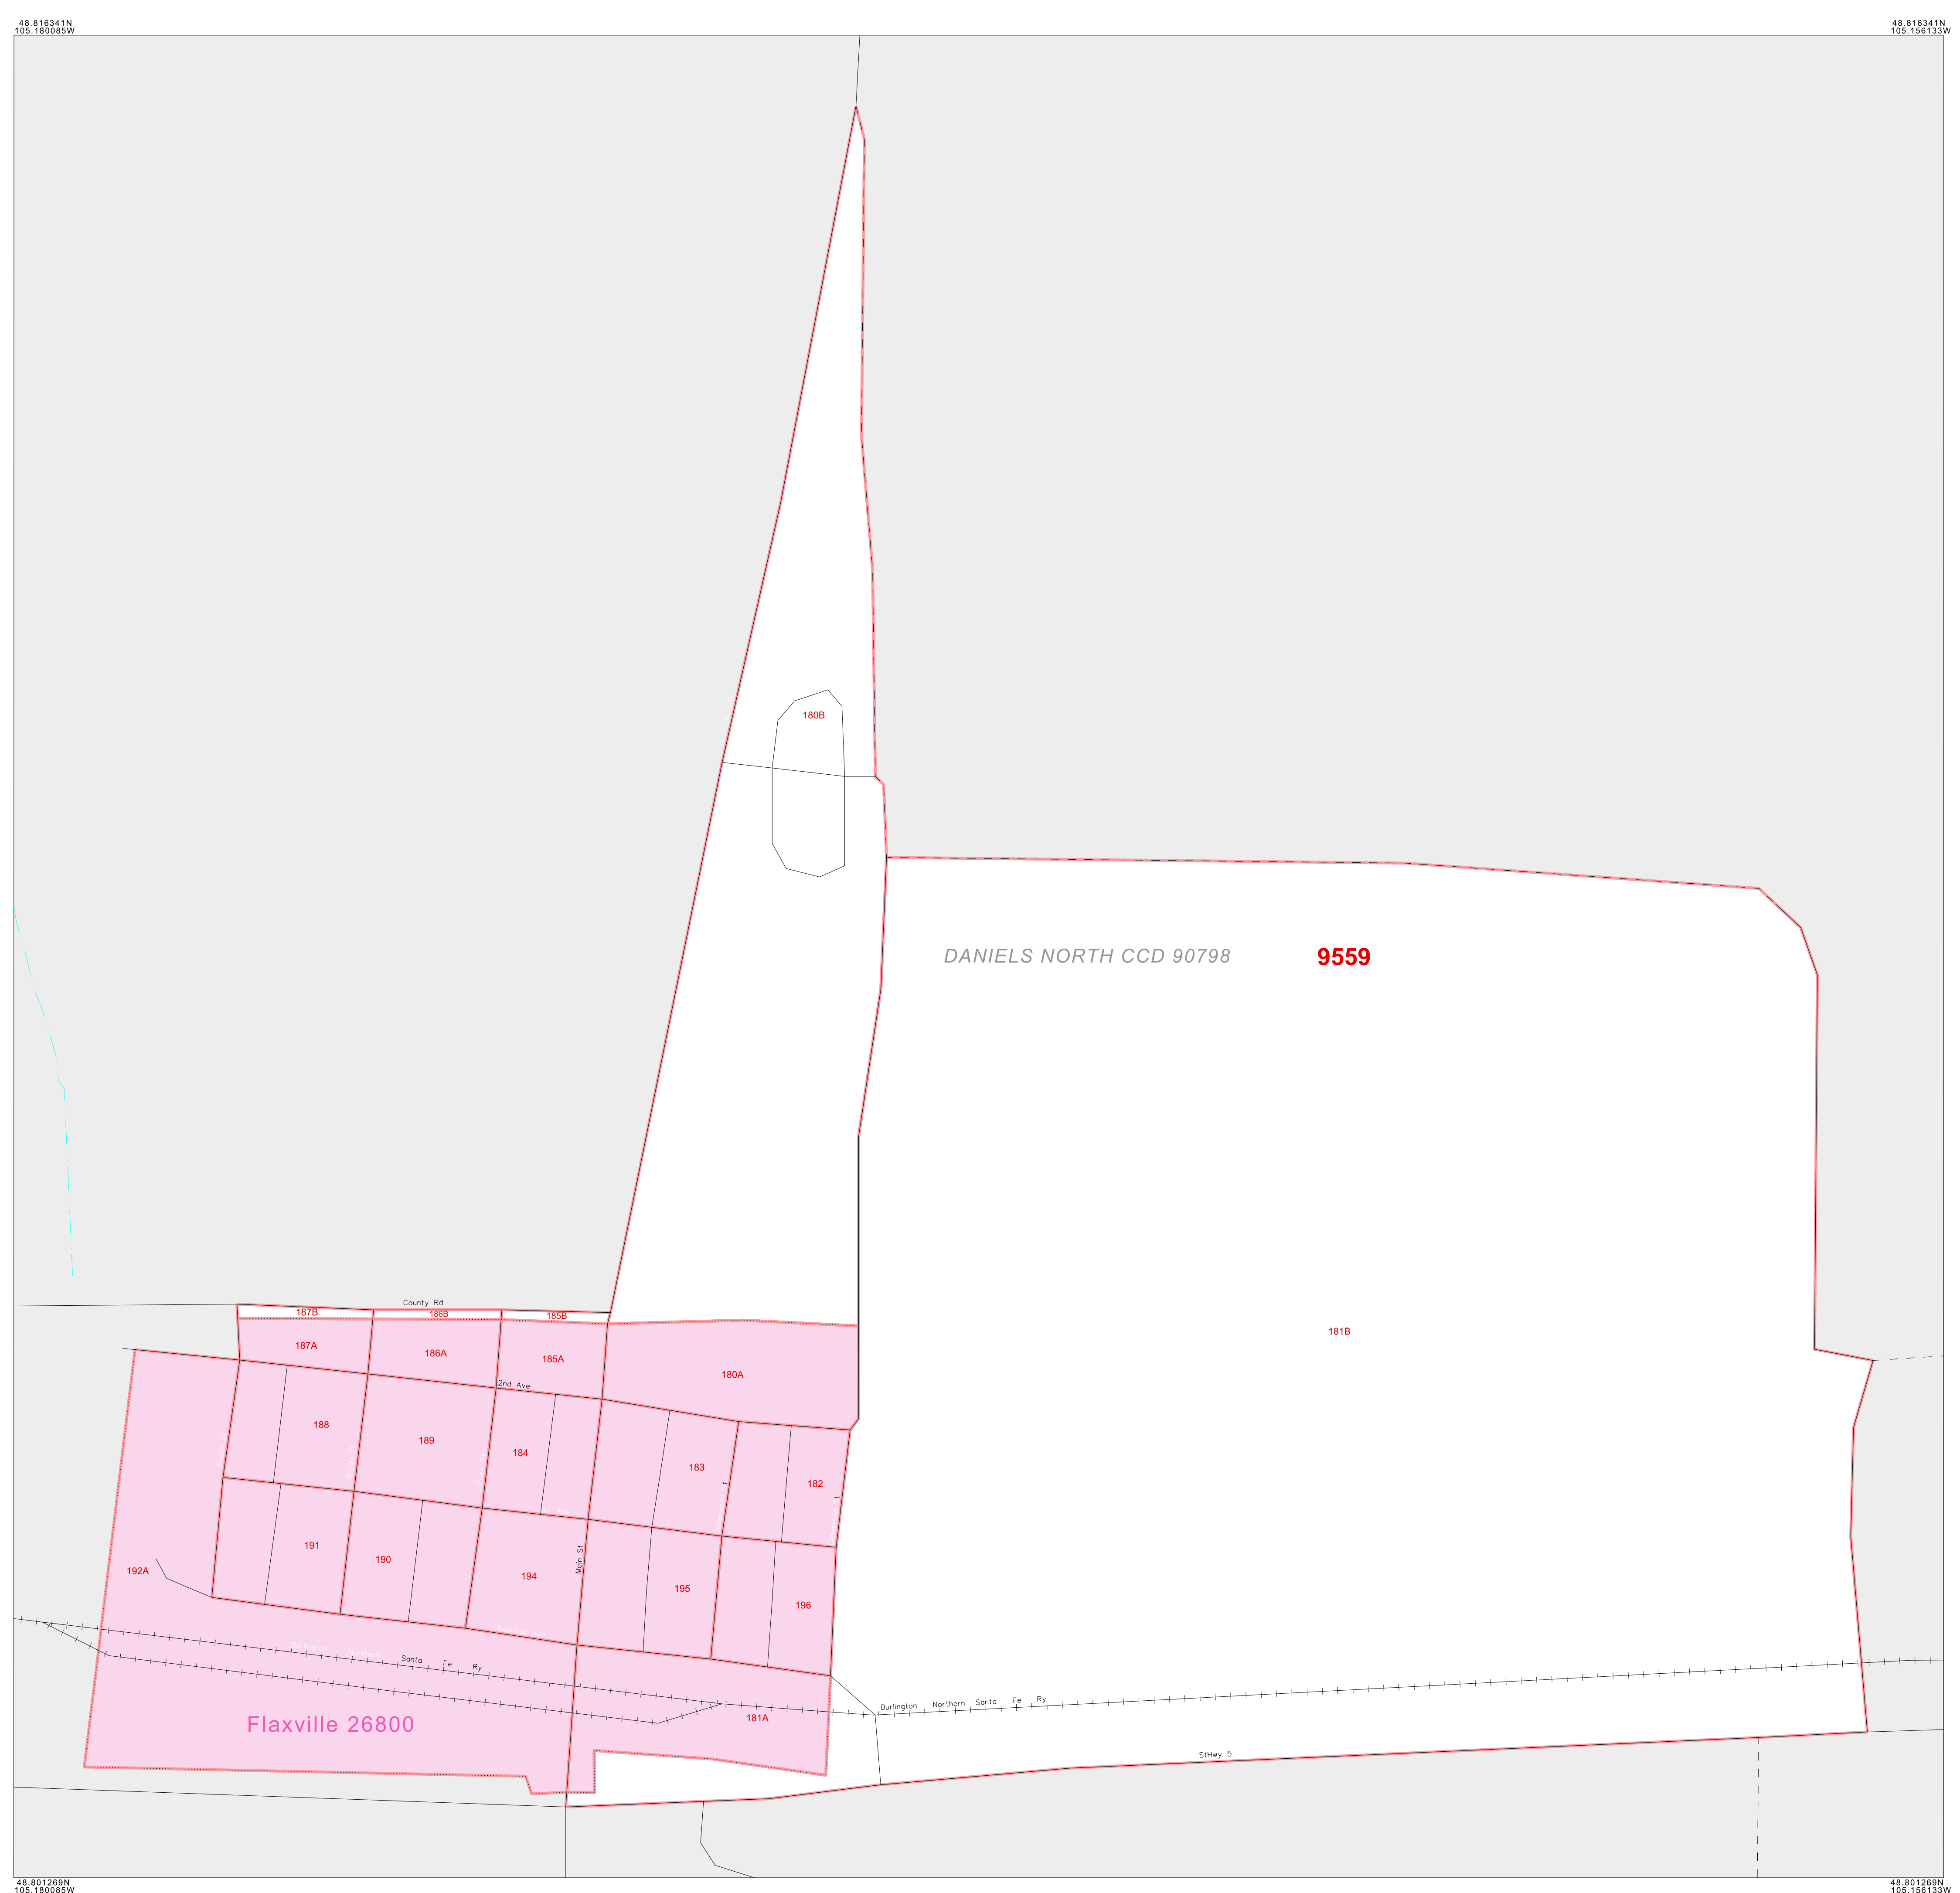 48.816341N
105.180085W
48.816341N
105.156133W
180B
DANIELS NORTH CCD 90798
9559
County Rd
187B
186B
185B
187A
186A
185A
180A
181B
2nd Ave
188
189
184
183
182
191
190
194
195
196
192A
Main St
Santa Fe Ry
Burlington Northern Santa Fe Ry
181A
Flaxville 26800
StHwy 5
48.801269N
105.180085W
48.801269N
105.156133W